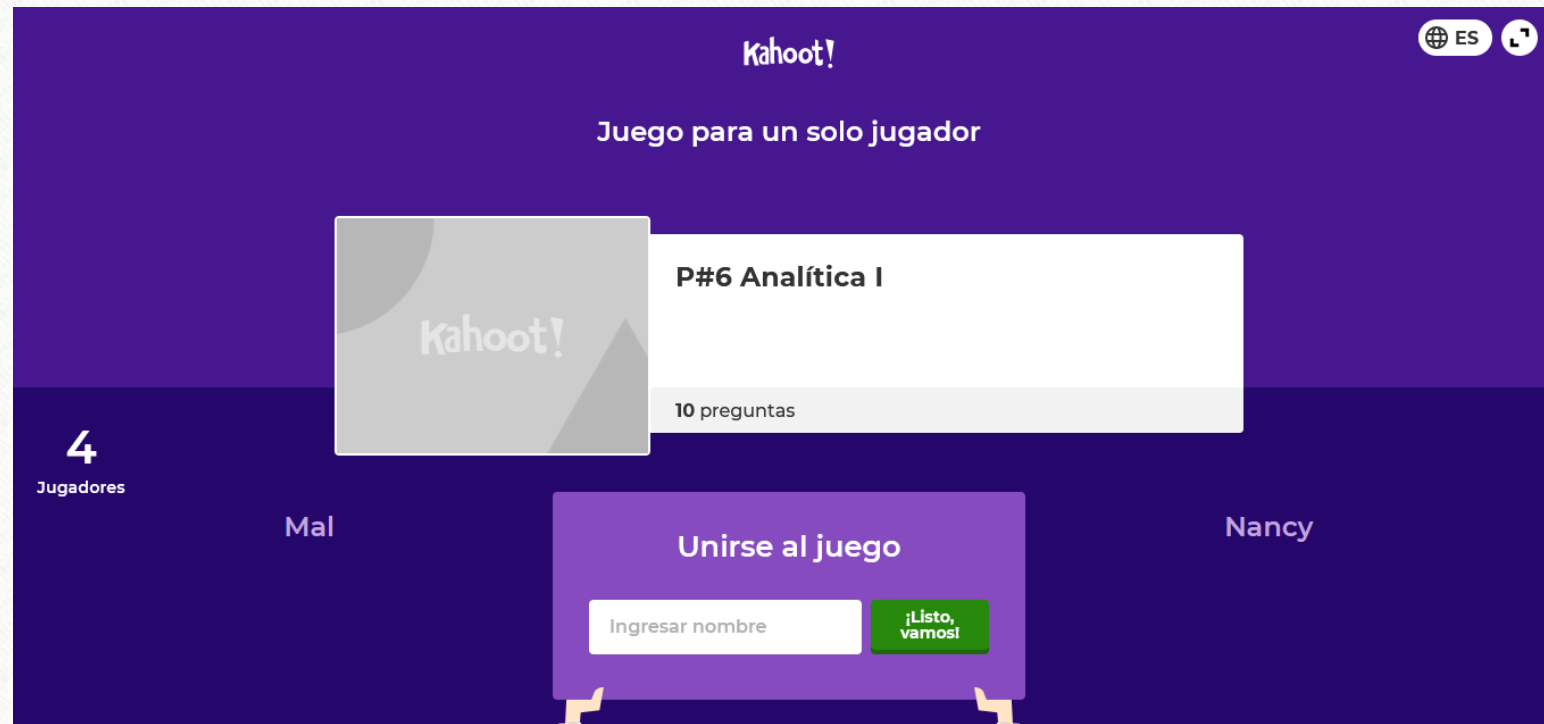 Kahoot!
ES
Juego para un solo jugador
Kahoot!
P#6 Analítica I
10 preguntas
4
Jugadores
Mal
Nancy
Unirse al juego
Ingresar nombre
¡Listo,
vamos!